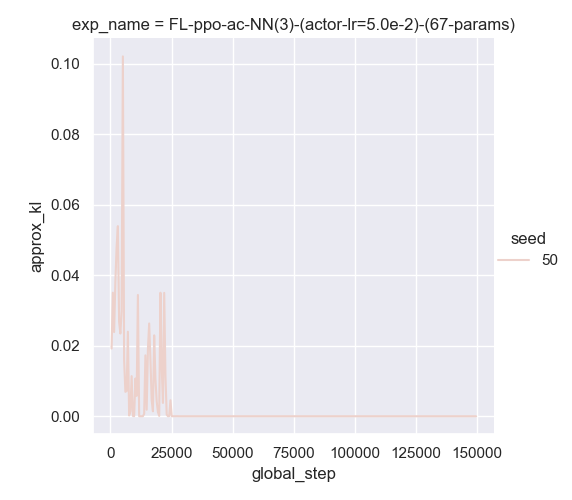 exp_name = FL-ppo-ac-NN(3)-(actor-lr=5.0e-2)-(67-params)
0.10
0.08
0.06
0.04
0.02
0.00
approx_kl
0 25000 50000 75000 100000 125000 150000
global_step
seed
50